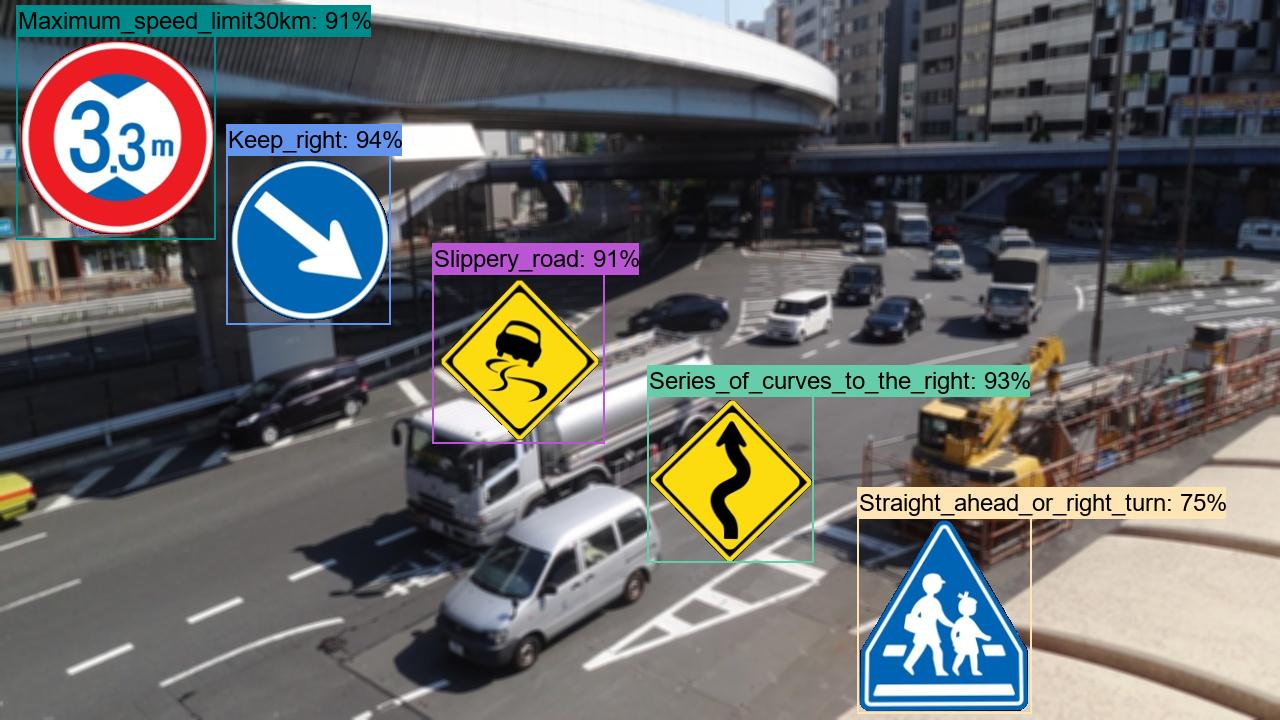 Maximum_speed_limit30km: 91%
3.3m
Keep_right: 94%
Slippery_road: 91%
Series_of_curves_to_the_right: 93%
Straight_ahead_or_right_turn: 75%